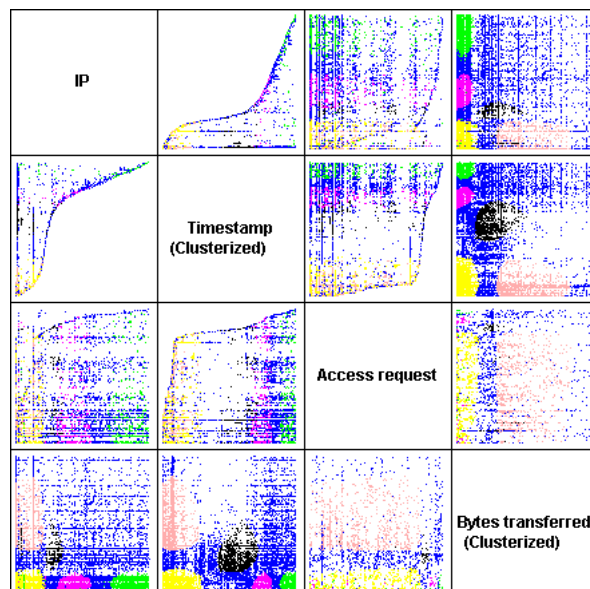 IP
Timestamp
(Clusterized)
Access request
Bytes transferred
(Clusterized)